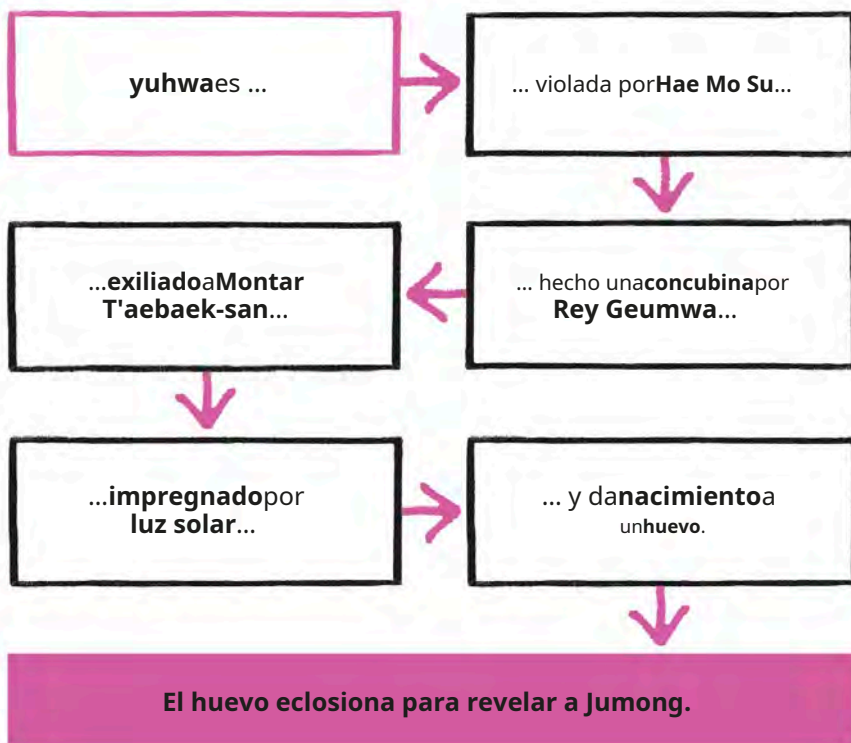 yuhwaes ...
... violada porHae Mo Su...
... hecho unaconcubinapor
Rey Geumwa...
...exiliadoaMontar
T'aebaek-san...
...impregnadopor
luz solar...
... y danacimientoa
unhuevo.
El huevo eclosiona para revelar a Jumong.